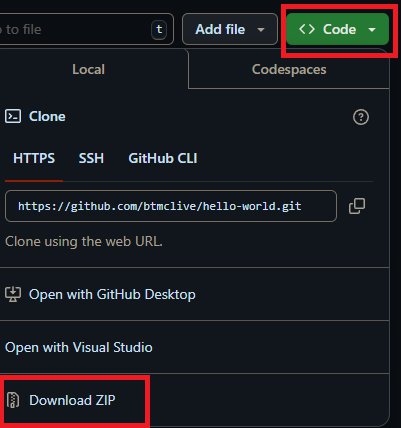 o to file
t
Add file
Code
Local
Codespaces
Clone
HTTPS
SSH
GitHub CLI
https://github.com/btmclive/hello-world.git
Clone using the web URL.
Open with GitHub Desktop
Open with Visual Studio
Download ZIP